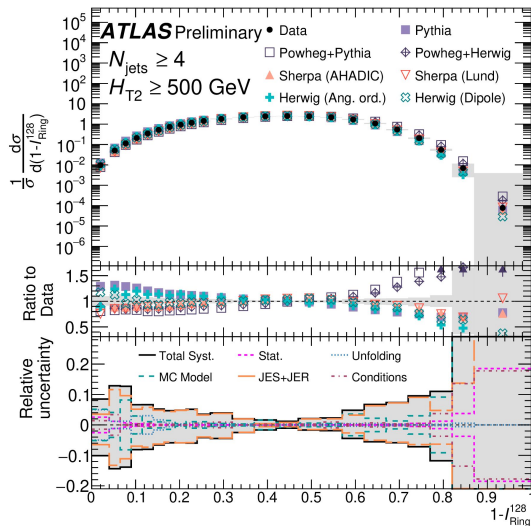 ATLAS Preliminary
N_jets ≥ 4
H_T2 ≥ 500 GeV
Data
Pythia
Powheg+Pythia
Powheg+Herwig
Sherpa (AHADIC)
Sherpa (Lund)
Herwig (Ang. ord.)
Herwig (Dipole)
1/σ dσ/d(1-I^128_Ring)
10^5
10^4
10^3
10^2
10
1
10^-1
10^-2
10^-3
10^-4
10^-5
10^-6
Ratio to
Data
1.5
1
0.5
Relative
uncertainty
0.2
0.1
0.0
−0.1
−0.2
Total Syst.
Stat.
Unfolding
MC Model
JES+JER
Conditions
0 0.1 0.2 0.3 0.4 0.5 0.6 0.7 0.8 0.9
1-I^128_Ring